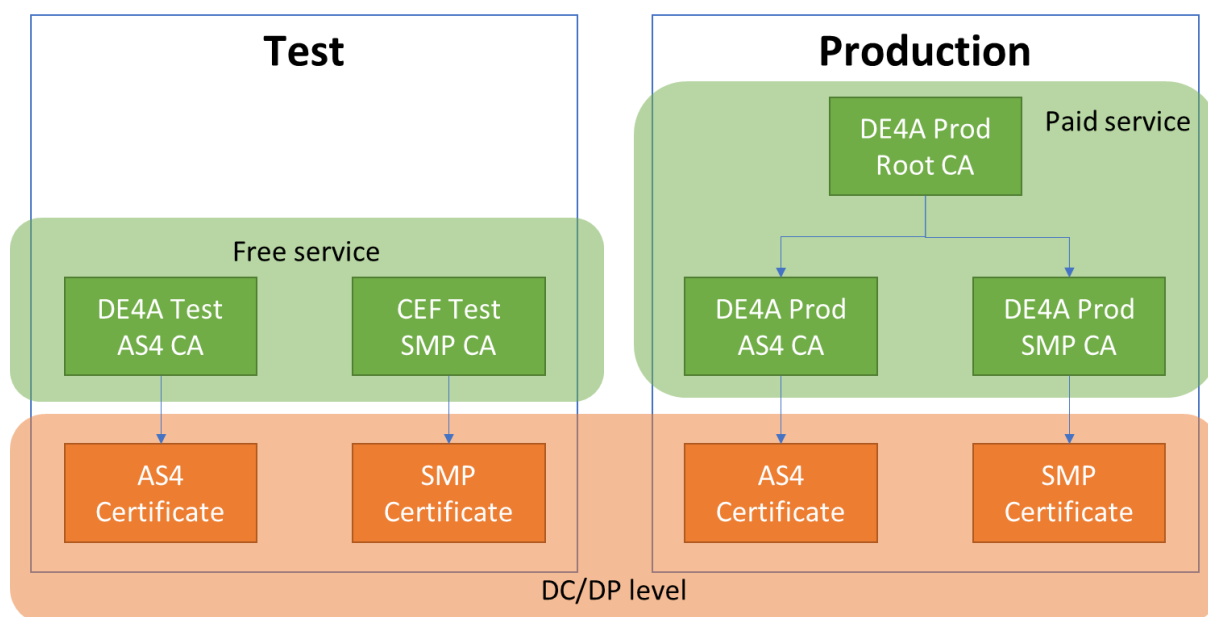 Test
Free service
DE4A Test
AS4 CA
CEF Test
SMP CA
AS4
Certificate
SMP
Certificate
Production
Paid service
DE4A Prod
Root CA
DE4A Prod
AS4 CA
DE4A Prod
SMP CA
AS4
Certificate
SMP
Certificate
DC/DP level